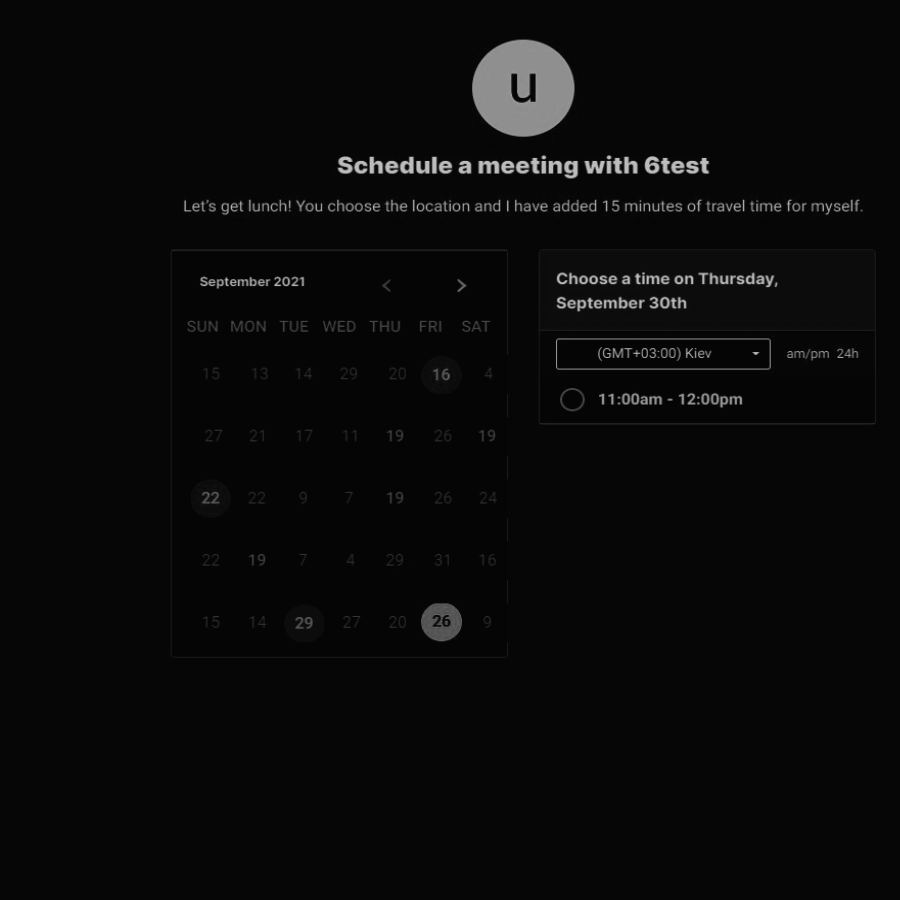 u
Schedule a meeting with 6test
Let's get lunch! You choose the location and I have added 15 minutes of travel time for myself.
September 2021
SUN MON TUE WED THU FRI SAT
15 13 14 29 20 16 4
27 21 17 11 19 26 19
22 22 9 7 19 26 24
22 19 7 4 29 31 16
15 14 29 27 20 26 9
Choose a time on Thursday,
September 30th
(GMT+03:00) Kiev am/pm 24h
11:00am - 12:00pm